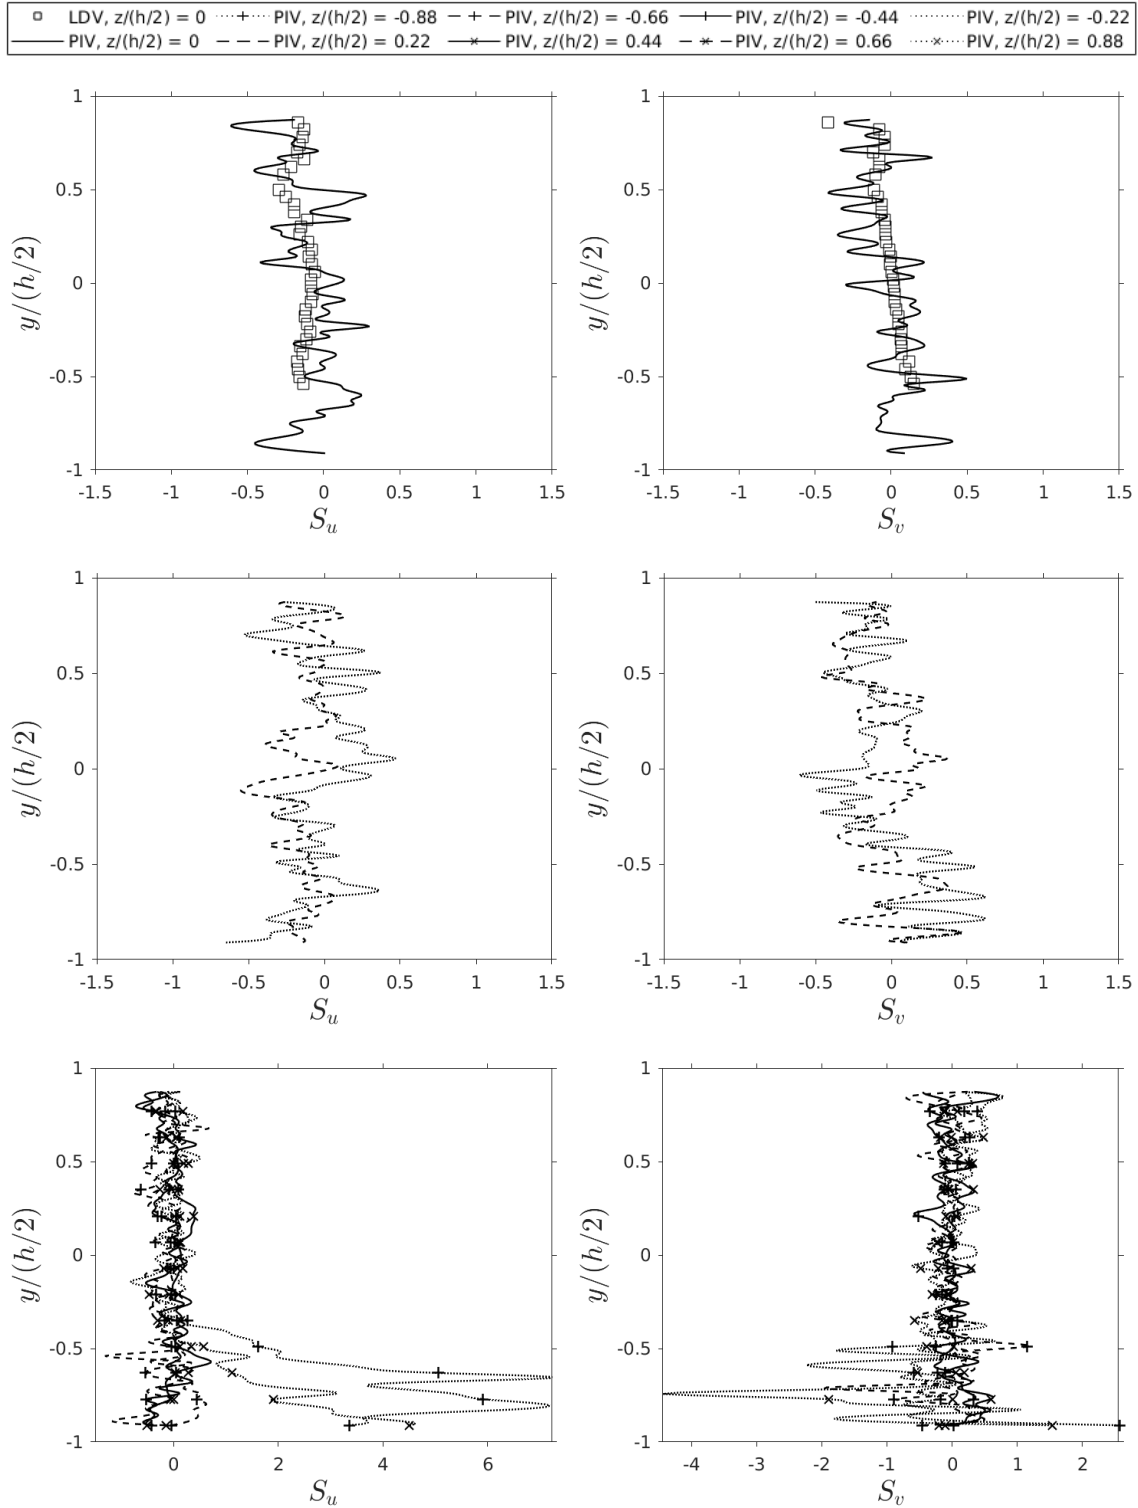 LDV, z/(h/2) = 0 PIV, z/(h/2) = -0.88 PIV, z/(h/2) = -0.66 PIV, z/(h/2) = -0.44 PIV, z/(h/2) = -0.22
PIV, z/(h/2) = 0 PIV, z/(h/2) = 0.22 PIV, z/(h/2) = 0.44 PIV, z/(h/2) = 0.66 PIV, z/(h/2) = 0.88
y/(h/2)
1
0.5
0
-0.5
-1
-1.5 -1 -0.5 0 0.5 1 1.5
S_u
y/(h/2)
1
0.5
0
-0.5
-1
-1.5 -1 -0.5 0 0.5 1 1.5
S_v
y/(h/2)
1
0.5
0
-0.5
-1
-1.5 -1 -0.5 0 0.5 1 1.5
S_u
y/(h/2)
1
0.5
0
-0.5
-1
-1.5 -1 -0.5 0 0.5 1 1.5
S_v
y/(h/2)
1
0.5
0
-0.5
-1
0 2 4 6
S_u
y/(h/2)
1
0.5
0
-0.5
-1
-4 -3 -2 -1 0 1 2
S_v